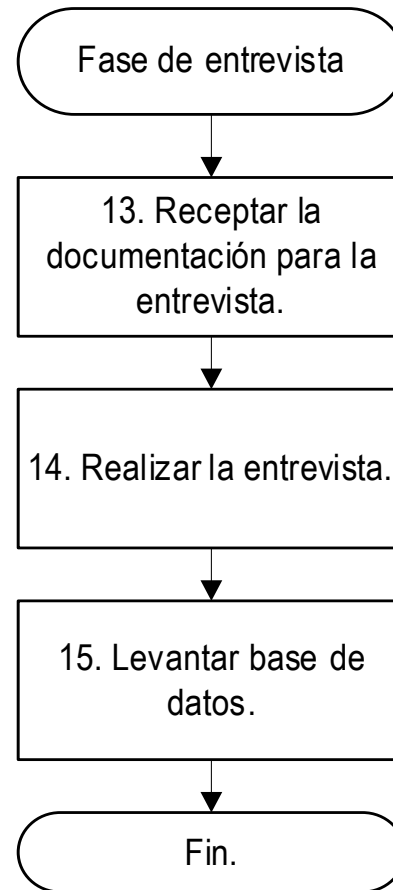 Fase de entrevista
13. Receptar la
documentación para la
entrevista.
14. Realizar la entrevista.
15. Levantar base de
datos.
Fin.